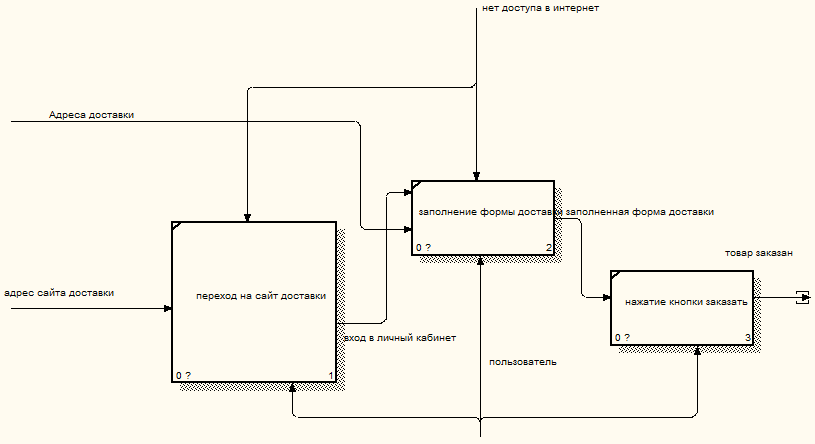 нет доступа в интернет
Адреса доставки
заполнение формы доставки
заполненная форма доставки
0 ?
2
товар заказан
адрес сайта доставки
переход на сайт доставки
нажатие кнопки заказать
вход в личный кабинет
0 ?
3
пользователь
0 ?
1